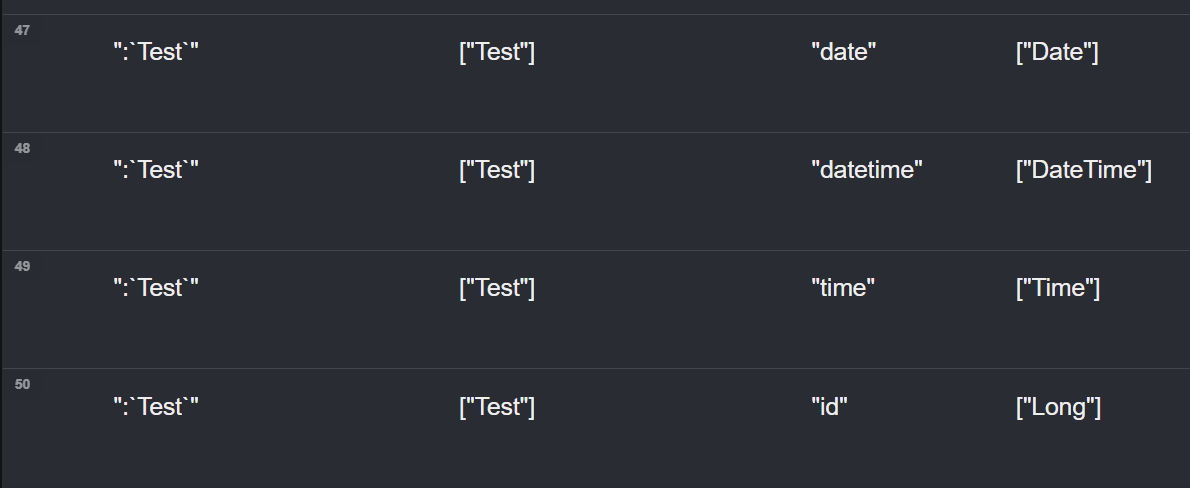 47
":`Test`" ["Test"] "date" ["Date"]
48
":`Test`" ["Test"] "datetime" ["DateTime"]
49
":`Test`" ["Test"] "time" ["Time"]
50
":`Test`" ["Test"] "id" ["Long"]